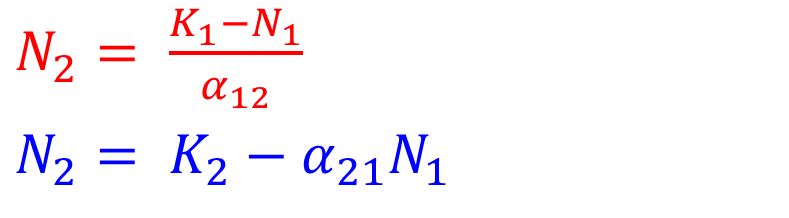 N₂ = (K₁−N₁)/α₁₂
N₂ = K₂ − α₂₁N₁